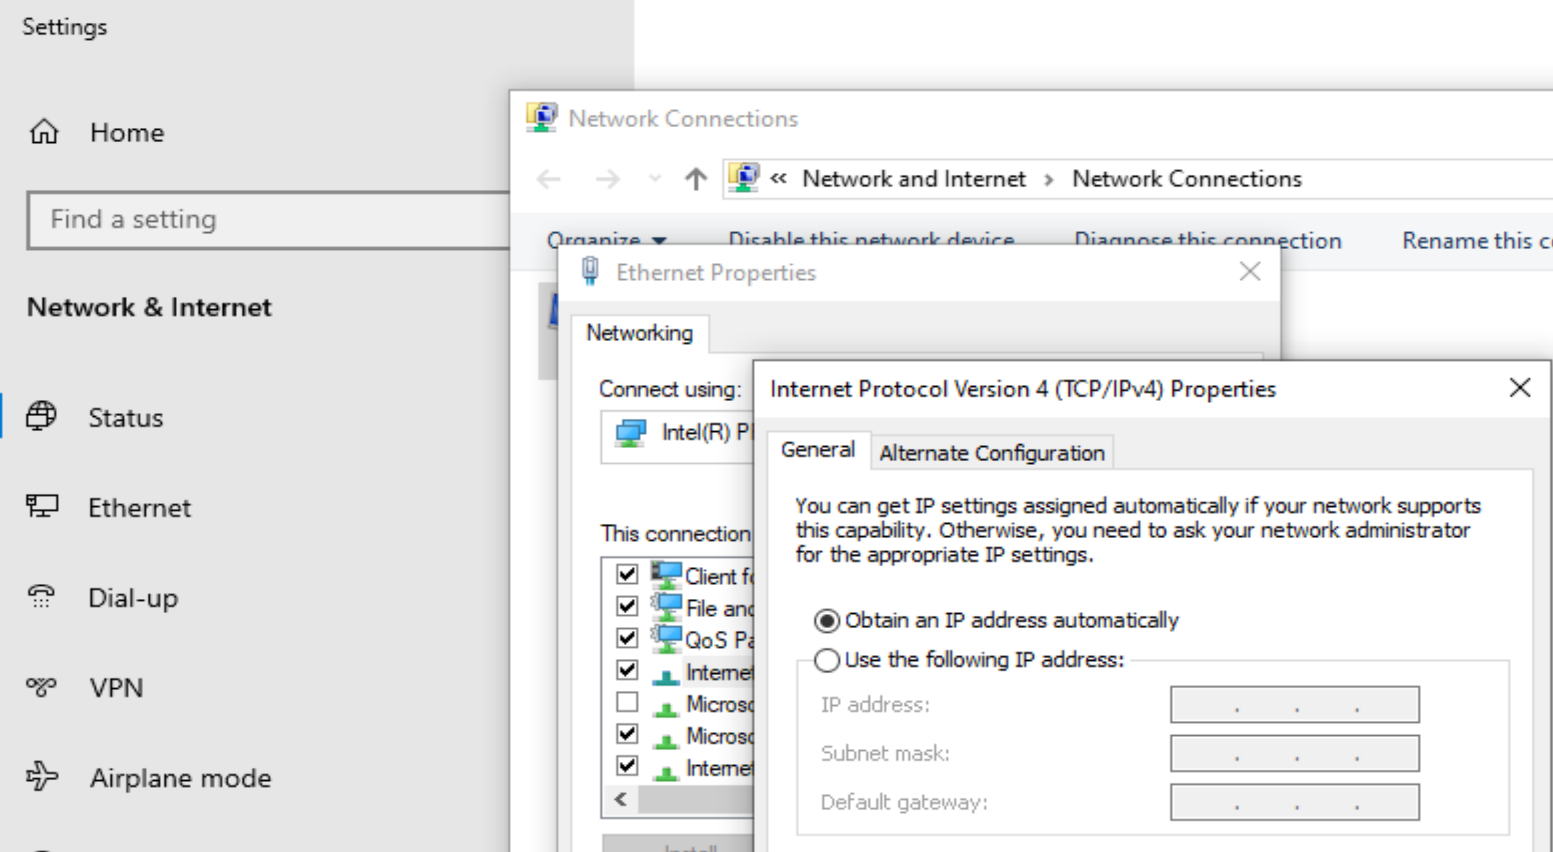 Settings
Home
Find a setting
Network & Internet
Status
Ethernet
Dial-up
VPN
Airplane mode
Network Connections
« Network and Internet › Network Connections
Organize Disable this network device Diagnose this connection Rename this c
Ethernet Properties
Networking
Connect using:
Intel(R) P
This connection
Client fo
File and
QoS Pa
Internet
Microso
Microso
Internet
Install
Internet Protocol Version 4 (TCP/IPv4) Properties
General
Alternate Configuration
You can get IP settings assigned automatically if your network supports
this capability. Otherwise, you need to ask your network administrator
for the appropriate IP settings.
Obtain an IP address automatically
Use the following IP address:
IP address:
Subnet mask:
Default gateway: